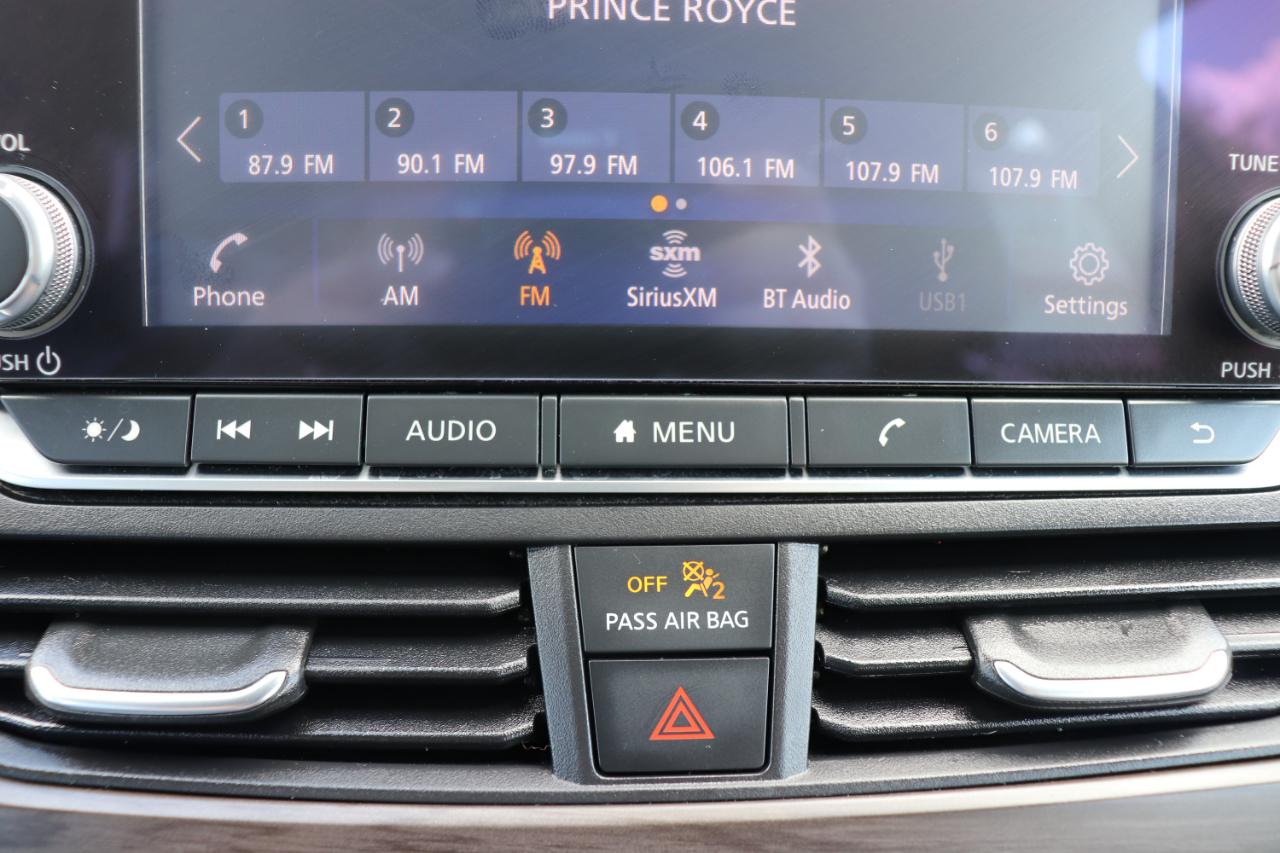 PRINCE ROYCE
1 2 3 4 5 6
87.9 FM 90.1 FM 97.9 FM 106.1 FM 107.9 FM 107.9 FM
TUNE
sxm
Phone AM FM SiriusXM BT Audio USB1 Settings
PUSH
AUDIO MENU CAMERA
OFF 2
PASS AIR BAG